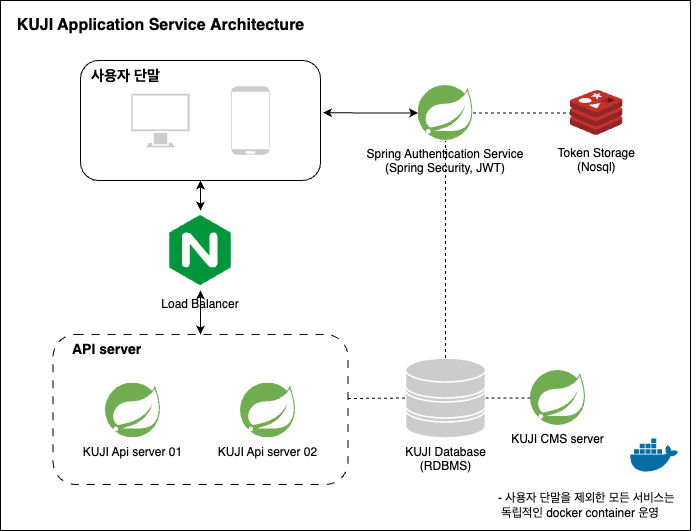 KUJI Application Service Architecture
사용자 단말
Spring Authentication Service
(Spring Security, JWT)
Token Storage
(Nosql)
N
Load Balancer
API server
KUJI Api server 01
KUJI Api server 02
KUJI Database
(RDBMS)
KUJI CMS server
- 사용자 단말을 제외한 모든 서비스는
독립적인 docker container 운영